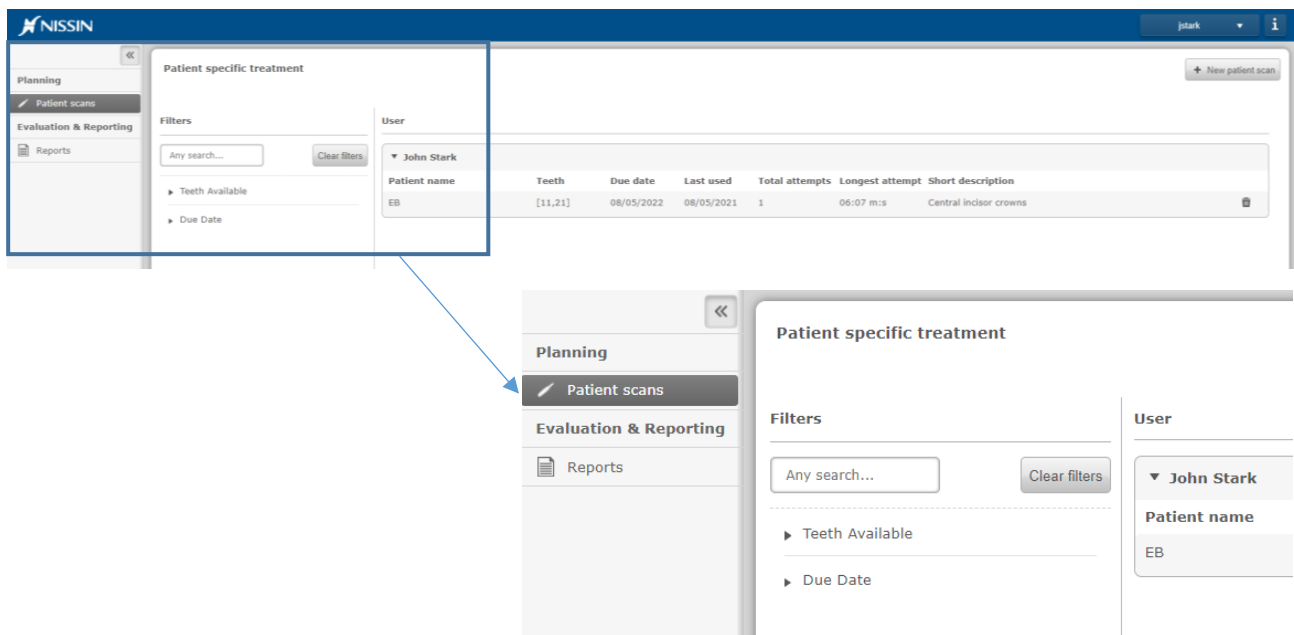 NISSIN
jstark
i
Planning
Patient scans
Evaluation & Reporting
Reports
Patient specific treatment
+ New patient scan
Filters
Any search...
Clear filters
Teeth Available
Due Date
User
John Stark
Patient name Teeth Due date Last used Total attempts Longest attempt Short description
EB [11,21] 08/05/2022 08/05/2021 1 06:07 m:s Central incisor crowns
Planning
Patient scans
Evaluation & Reporting
Reports
Patient specific treatment
Filters
Any search...
Clear filters
Teeth Available
Due Date
User
John Stark
Patient name
EB